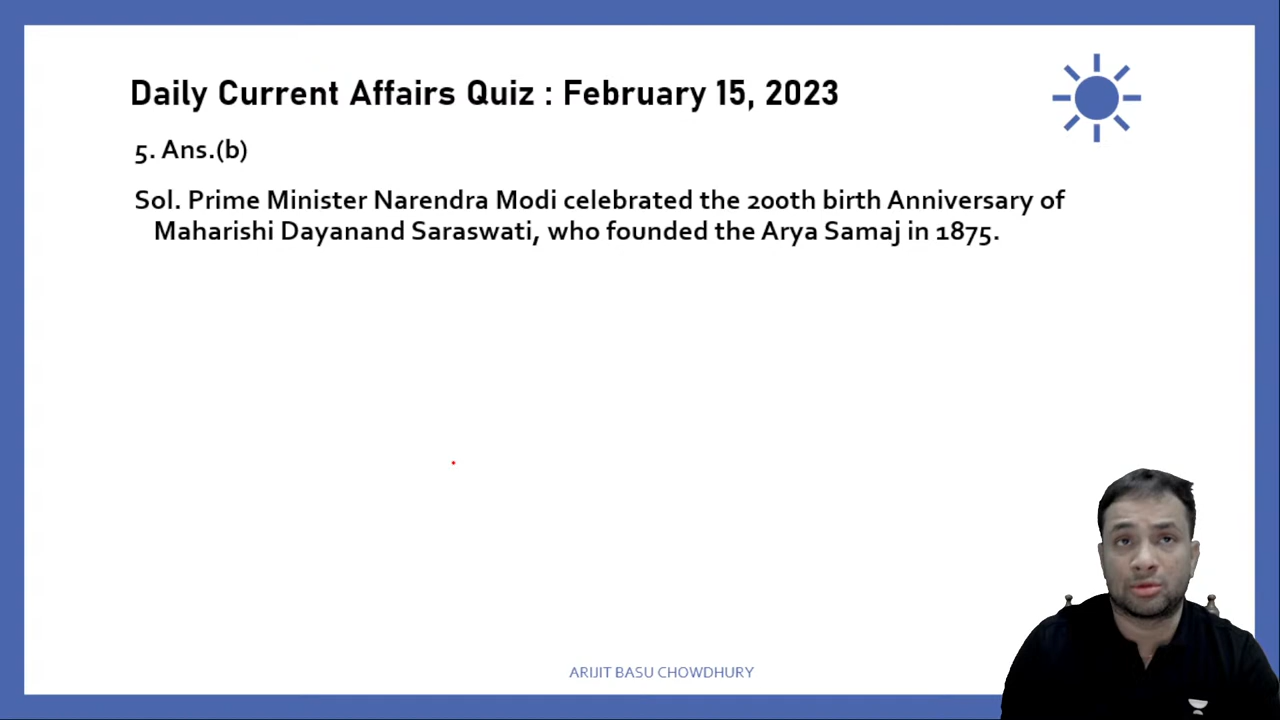 Daily Current Affairs Quiz : February 15, 2023
5. Ans.(b)
Sol. Prime Minister Narendra Modi celebrated the 200th birth Anniversary of
Maharishi Dayanand Saraswati, who founded the Arya Samaj in 1875.
ARIJIT BASU CHOWDHURY